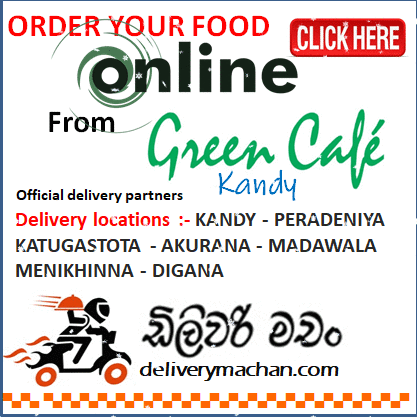 ORDER YOUR FOOD
CLICK HERE
online
From
Green Café
Kandy
Official delivery partners
Delivery locations :- KANDY - PERADENIYA
KATUGASTOTA - AKURANA - MADAWALA
MENIKHINNA - DIGANA
7
ඩිලිවරි මචං
deliverymachan.com